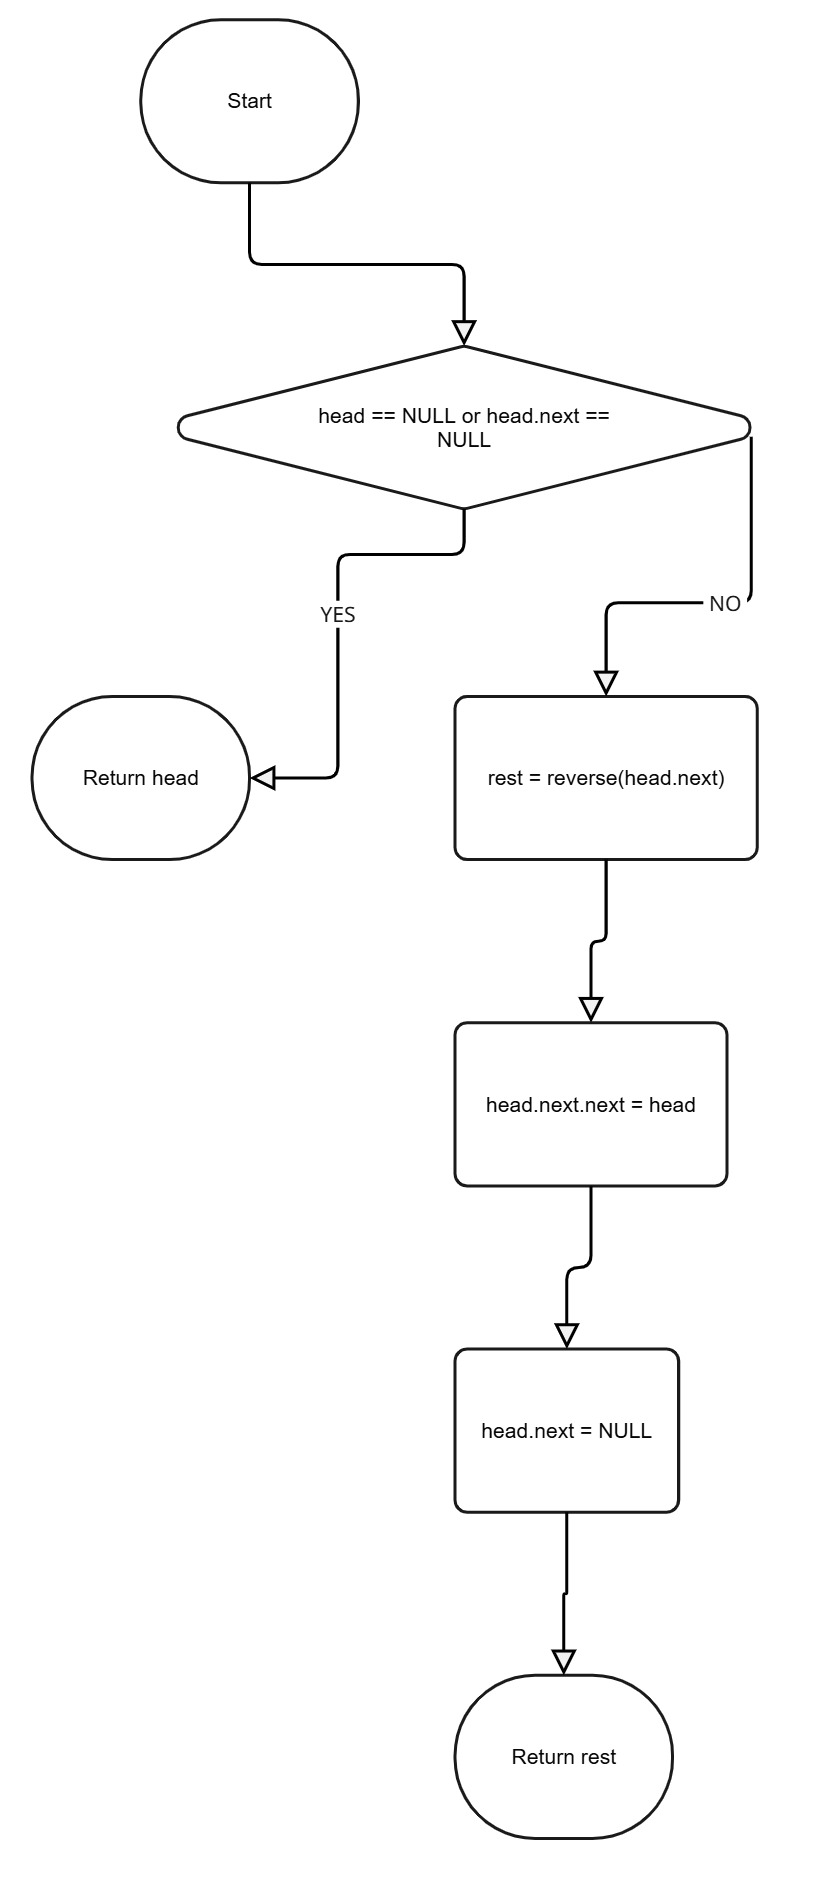 Start
head == NULL or head.next ==
NULL
YES
NO
Return head
rest = reverse(head.next)
head.next.next = head
head.next = NULL
Return rest